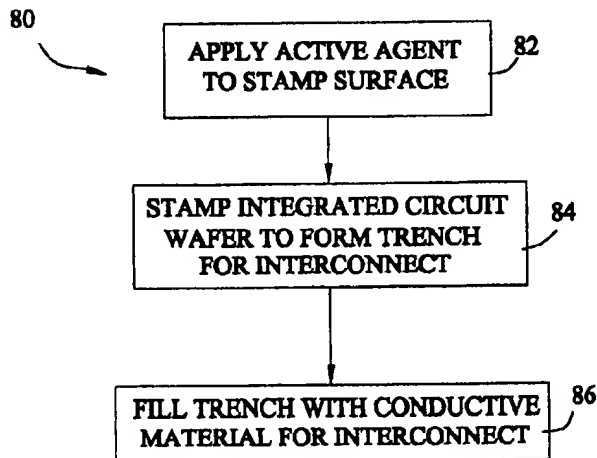 80
APPLY ACTIVE AGENT
TO STAMP SURFACE
82
STAMP INTEGRATED CIRCUIT
WAFER TO FORM TRENCH
FOR INTERCONNECT
84
FILL TRENCH WITH CONDUCTIVE
MATERIAL FOR INTERCONNECT
86